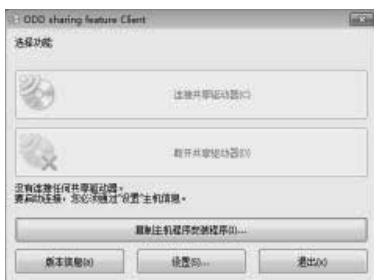 ODD sharing feature Client
选择功能
连接共享驱动器(C)
断开共享驱动器(D)
没有连接任何共享驱动器。
要启动连接，您必须通过“设置”主机信息。
复制主机程序安装程序(I)...
版本信息(A)
设置(S)...
退出(X)